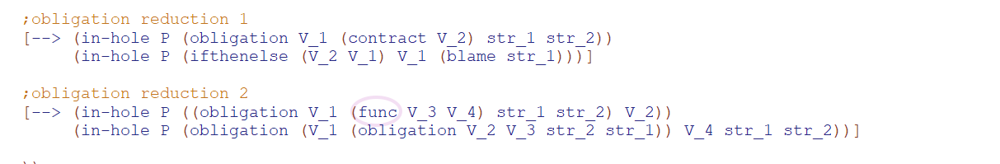 ;obligation reduction 1
[--> (in-hole P (obligation V_1 (contract V_2) str_1 str_2))
(in-hole P (ifthenelse (V_2 V_1) V_1 (blame str_1)))]
;obligation reduction 2
[--> (in-hole P ((obligation V_1 (func V_3 V_4) str_1 str_2) V_2))
(in-hole P (obligation (V_1 (obligation V_2 V_3 str_2 str_1)) V_4 str_1 str_2))]